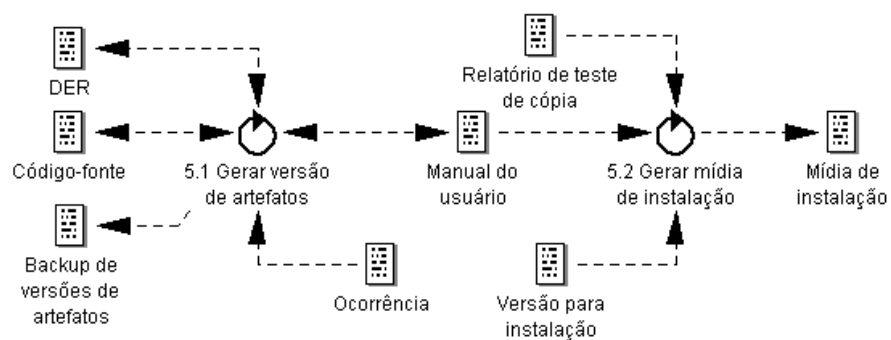 DER
Relatório de teste
de cópia
Código-fonte
5.1 Gerar versão
de artefatos
Manual do
usuário
5.2 Gerar mídia
de instalação
Mídia de
instalação
Backup de
versões de
artefatos
Ocorrência
Versão para
instalação